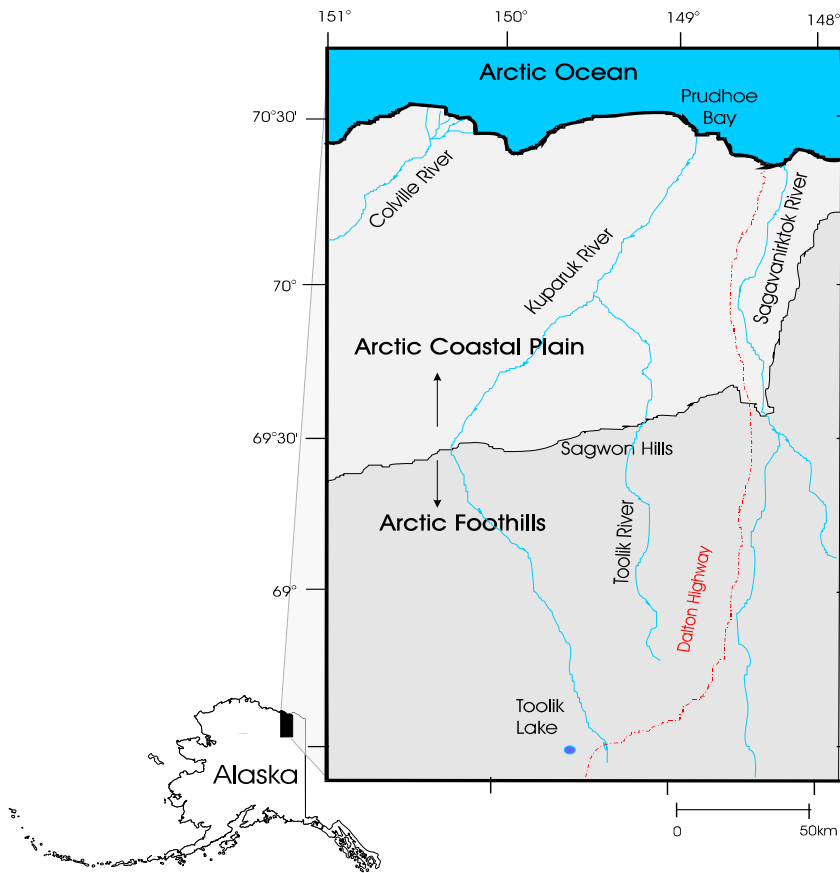 151°
150°
149°
148°
Arctic Ocean
Prudhoe
Bay
70°30'
Colville River
Kuparuk River
Sagavanirktok River
70°
Arctic Coastal Plain
69°30'
Sagwon Hills
Arctic Foothills
Toolik River
Dalton Highway
69°
Toolik
Lake
Alaska
0
50km